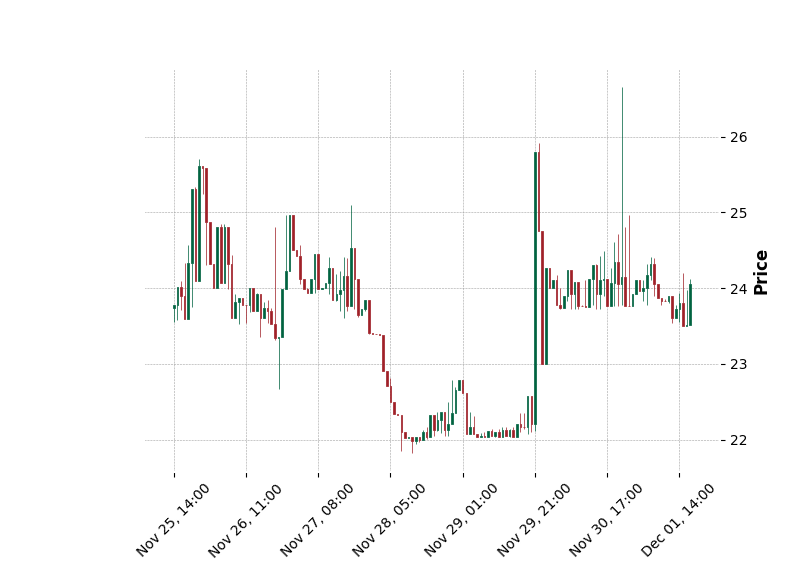 26
25
24
23
22
Price
Nov 25, 14:00
Nov 26, 11:00
Nov 27, 08:00
Nov 28, 05:00
Nov 29, 01:00
Nov 29, 21:00
Nov 30, 17:00
Dec 01, 14:00